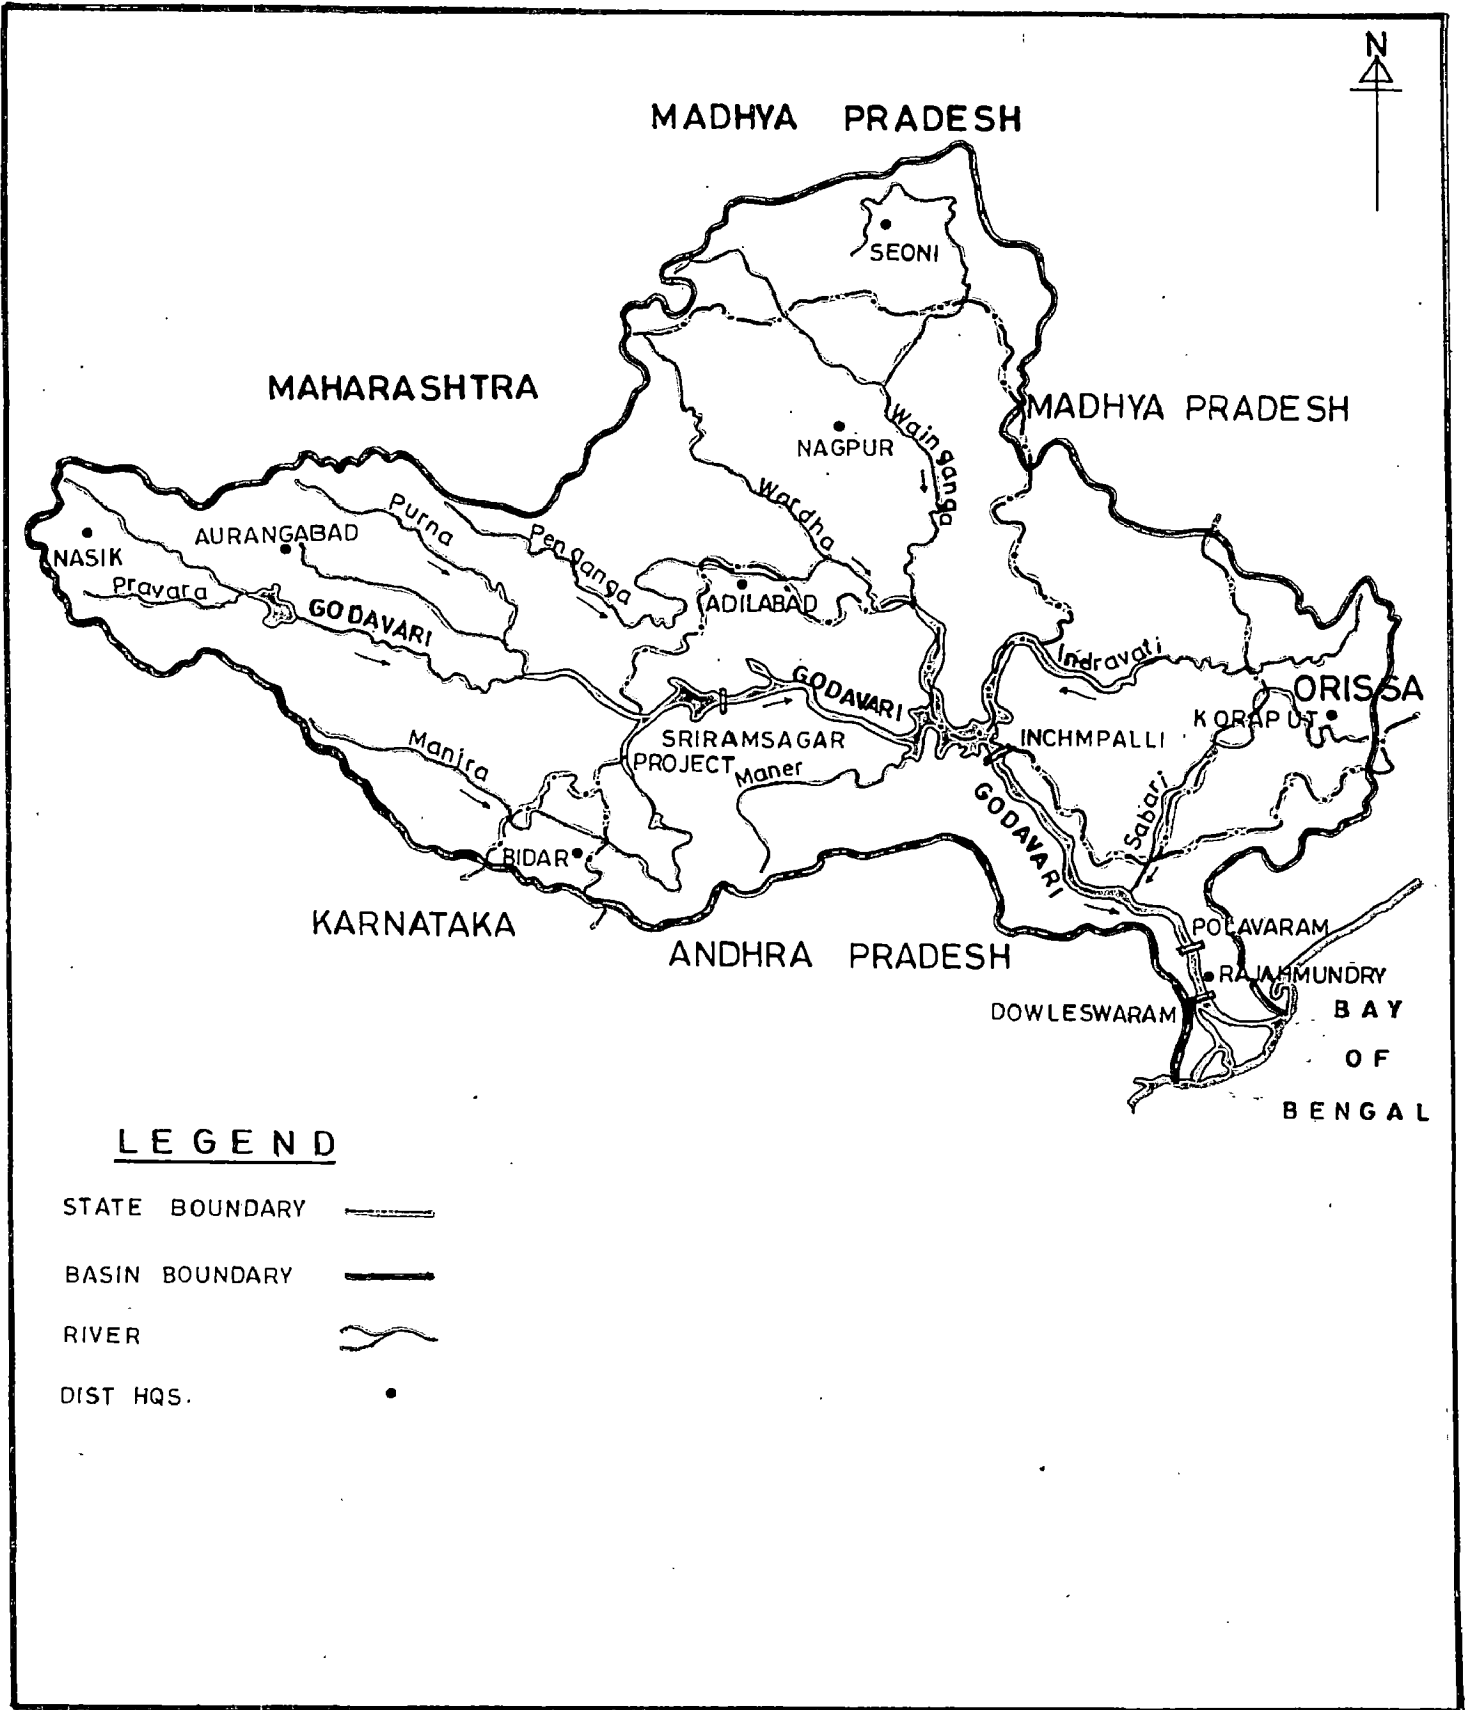 N
MADHYA PRADESH
SEONI
MAHARASHTRA
MADHYA PRADESH
NAGPUR
Wainganga
Wardha
Purna
Penganga
AURANGABAD
NASIK
Pravara
GODAVARI
ADILABAD
Indravati
GODAVARI
ORISSA
KORAPUT
SRIRAMSAGAR
PROJECT
INCHMPALLI
Manjra
Maner
GODAVARI
Sabari
BIDAR
KARNATAKA
ANDHRA PRADESH
POLAVARAM
RAJAHMUNDRY
DOWLESWARAM
BAY
OF
BENGAL
LEGEND
STATE BOUNDARY
BASIN BOUNDARY
RIVER
DIST HQS.